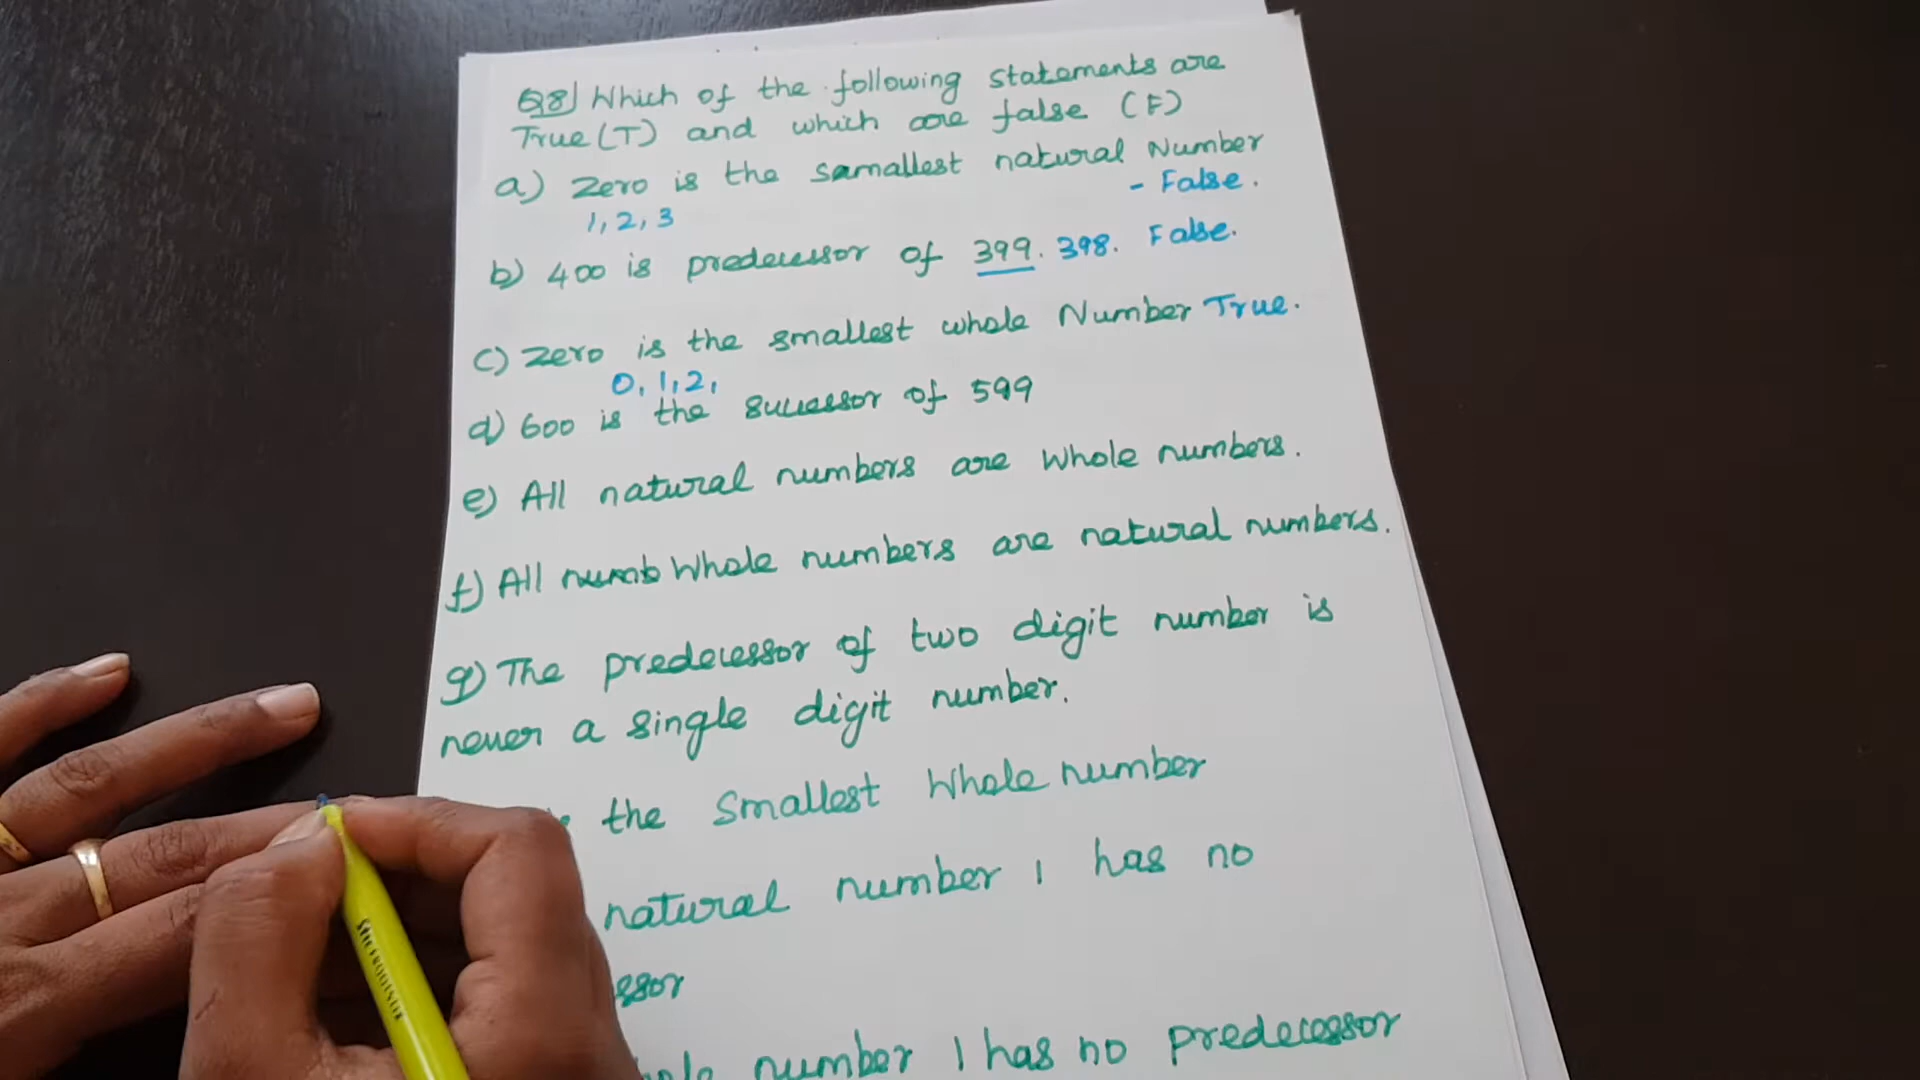 Q8) Which of the following statements are
True (T) and which are false (F)
a) Zero is the samallest natural Number
- False.
1, 2, 3
b) 400 is predecessor of 399. 398. False.
c) Zero is the smallest whole Number True.
0, 1, 2,
d) 600 is the sucessor of 599
e) All natural numbers are Whole numbers.
f) All numb Whole numbers are natural numbers.
g) The predecessor of two digit number is
never a single digit number.
the Smallest Whole number
natural number 1 has no
ssor
number 1 has no predecessor